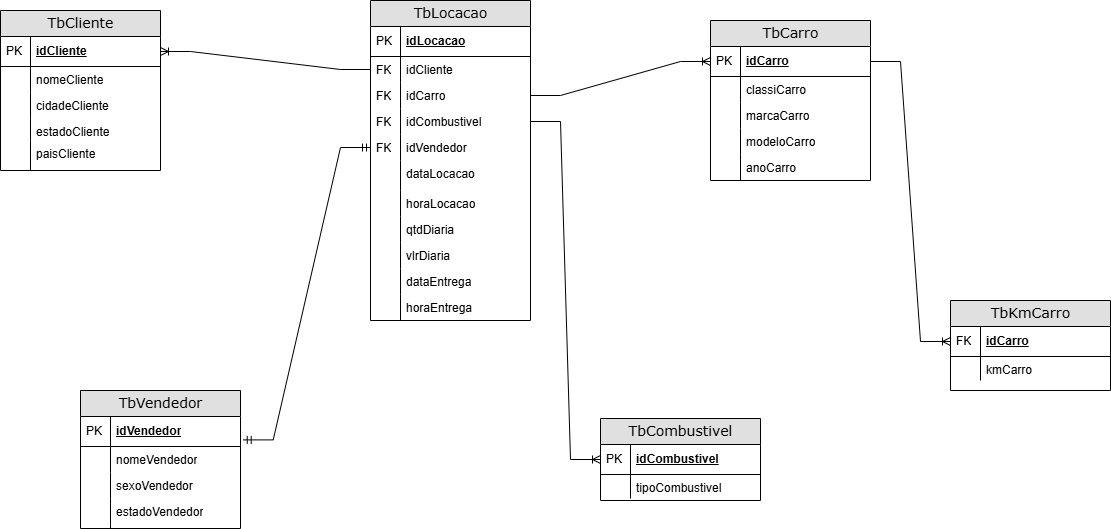 TbCliente
PK idCliente
nomeCliente
cidadeCliente
estadoCliente
paisCliente
TbLocacao
PK idLocacao
FK idCliente
FK idCarro
FK idCombustivel
FK idVendedor
dataLocacao
horaLocacao
qtdDiaria
vlrDiaria
dataEntrega
horaEntrega
TbCarro
PK idCarro
classiCarro
marcaCarro
modeloCarro
anoCarro
TbKmCarro
FK idCarro
kmCarro
TbVendedor
PK idVendedor
nomeVendedor
sexoVendedor
estadoVendedor
TbCombustivel
PK idCombustivel
tipoCombustivel